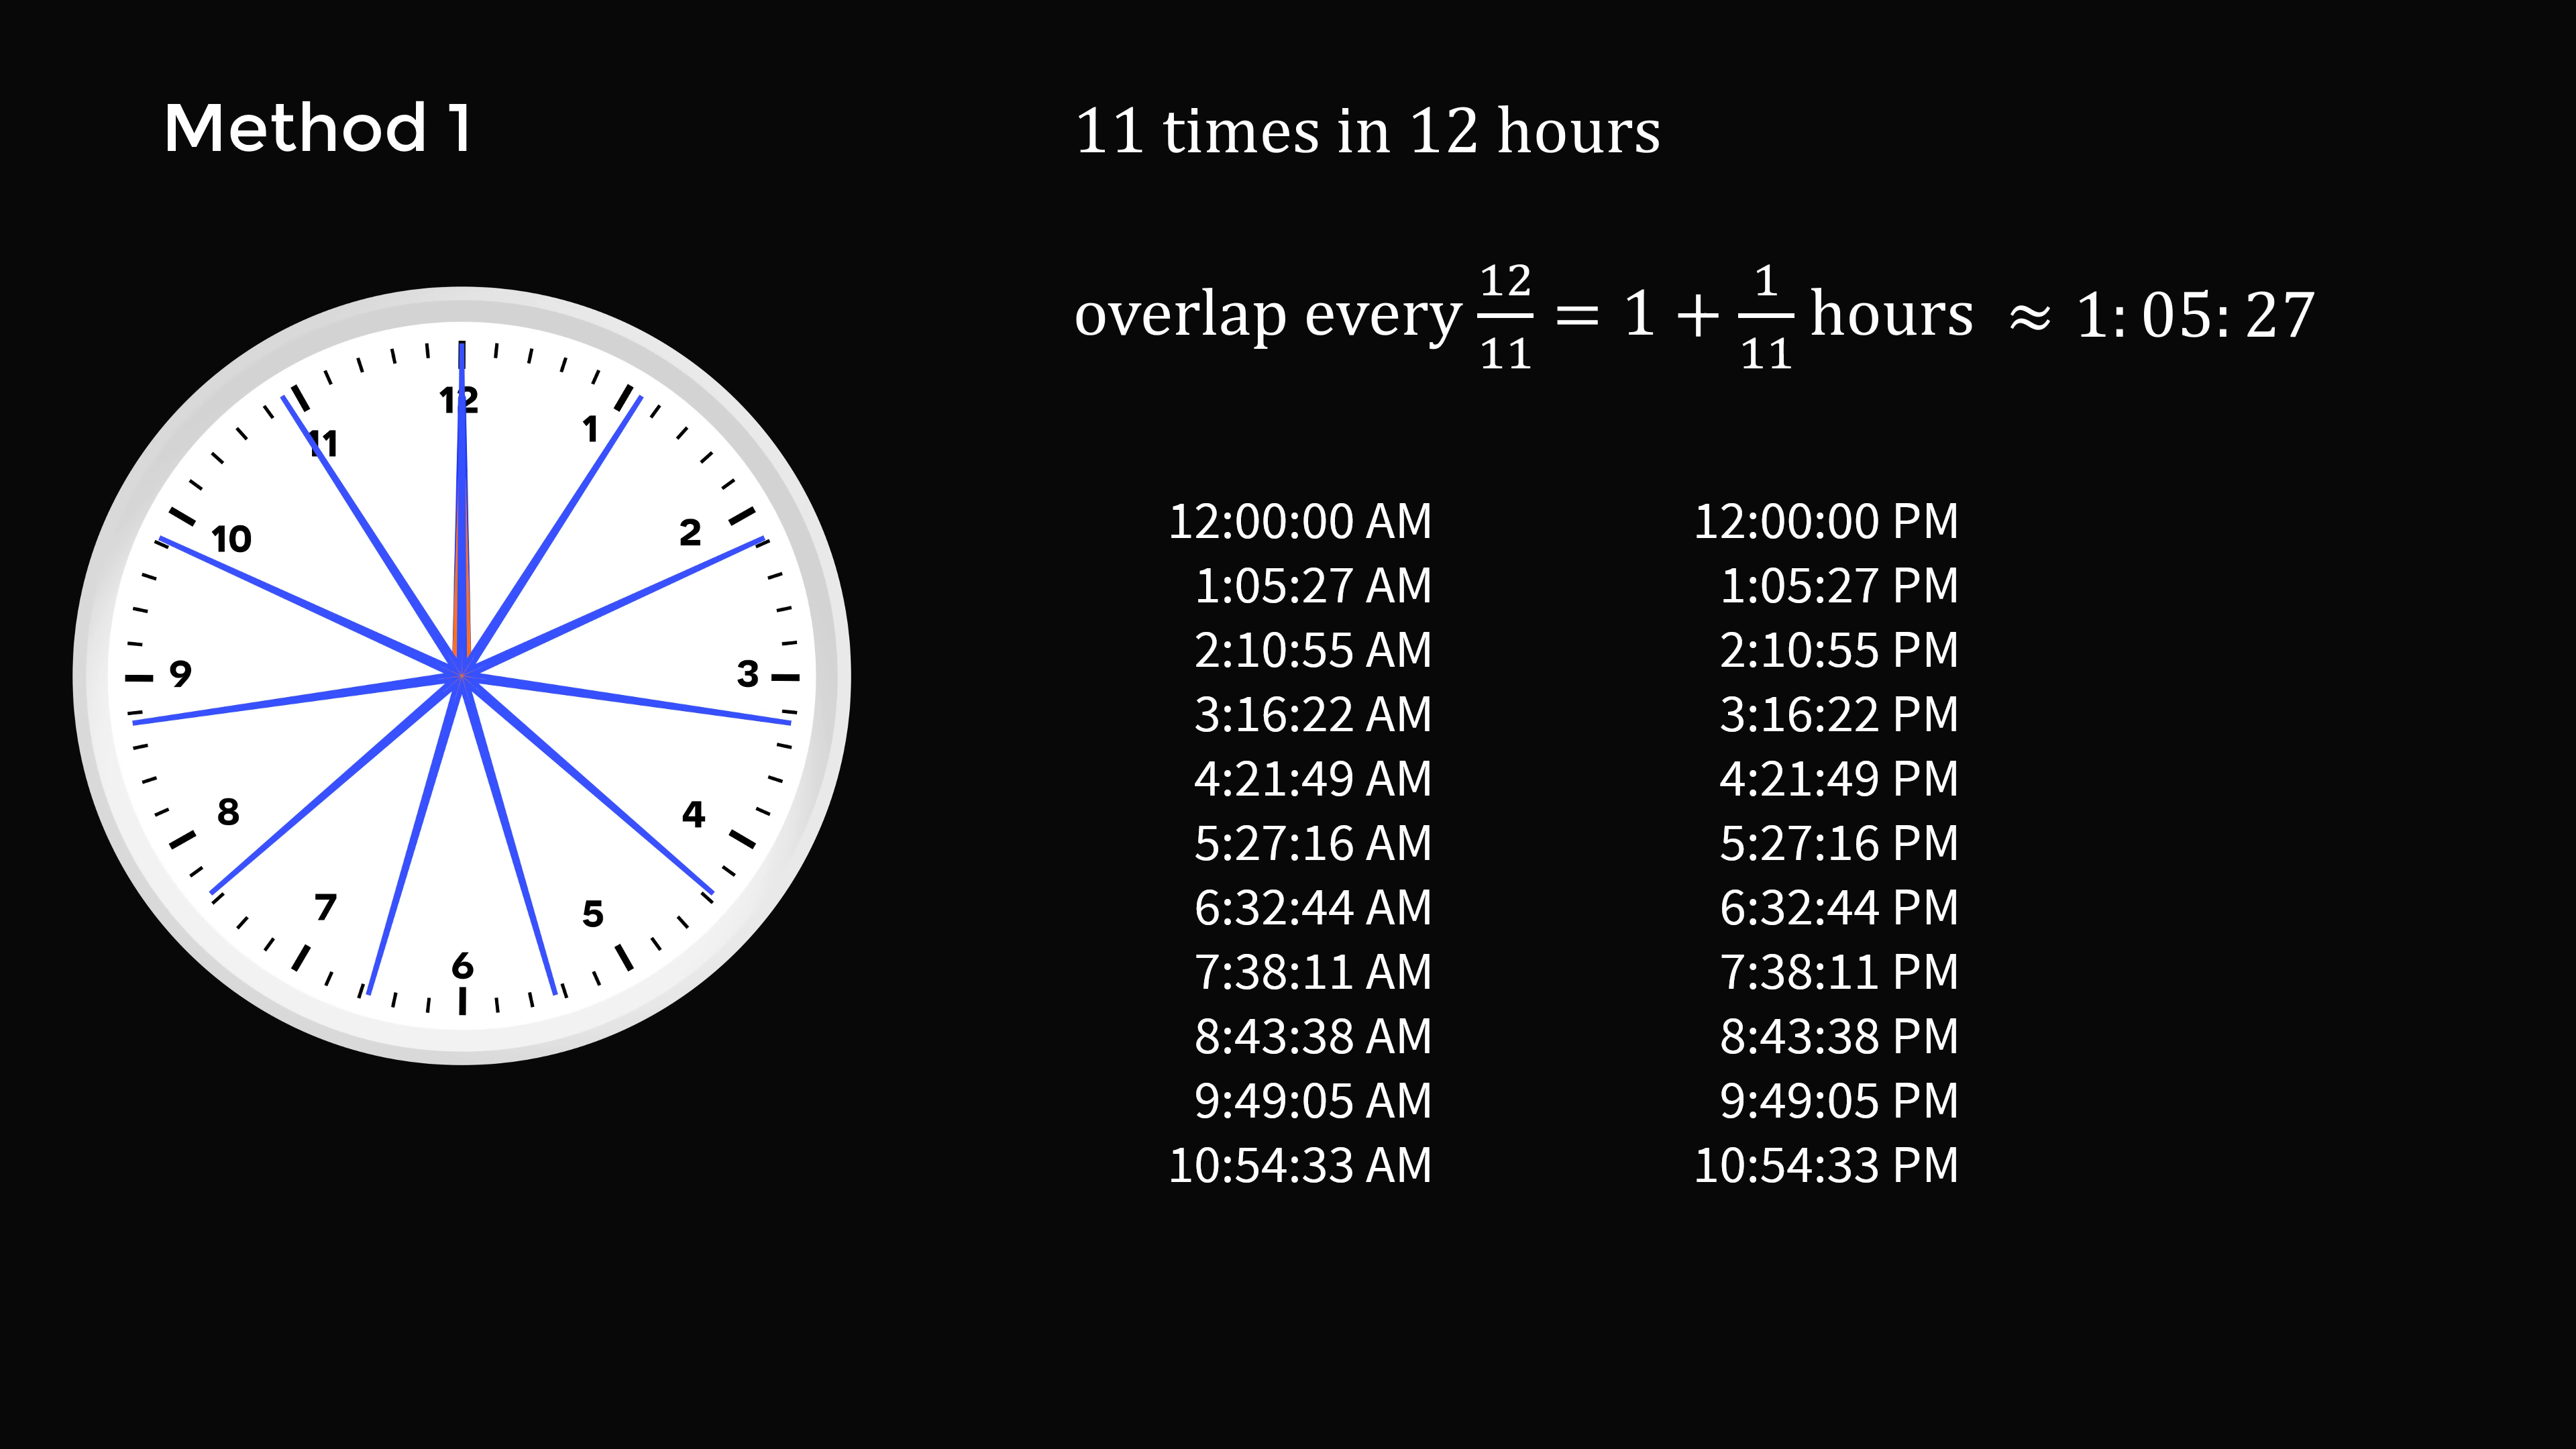 Method 1
11 times in 12 hours
overlap every 12/11 = 1 + 1/11 hours ≈ 1: 05: 27
12
1
2
3
4
5
6
7
8
9
10
11
12:00:00 AM 12:00:00 PM
1:05:27 AM 1:05:27 PM
2:10:55 AM 2:10:55 PM
3:16:22 AM 3:16:22 PM
4:21:49 AM 4:21:49 PM
5:27:16 AM 5:27:16 PM
6:32:44 AM 6:32:44 PM
7:38:11 AM 7:38:11 PM
8:43:38 AM 8:43:38 PM
9:49:05 AM 9:49:05 PM
10:54:33 AM 10:54:33 PM